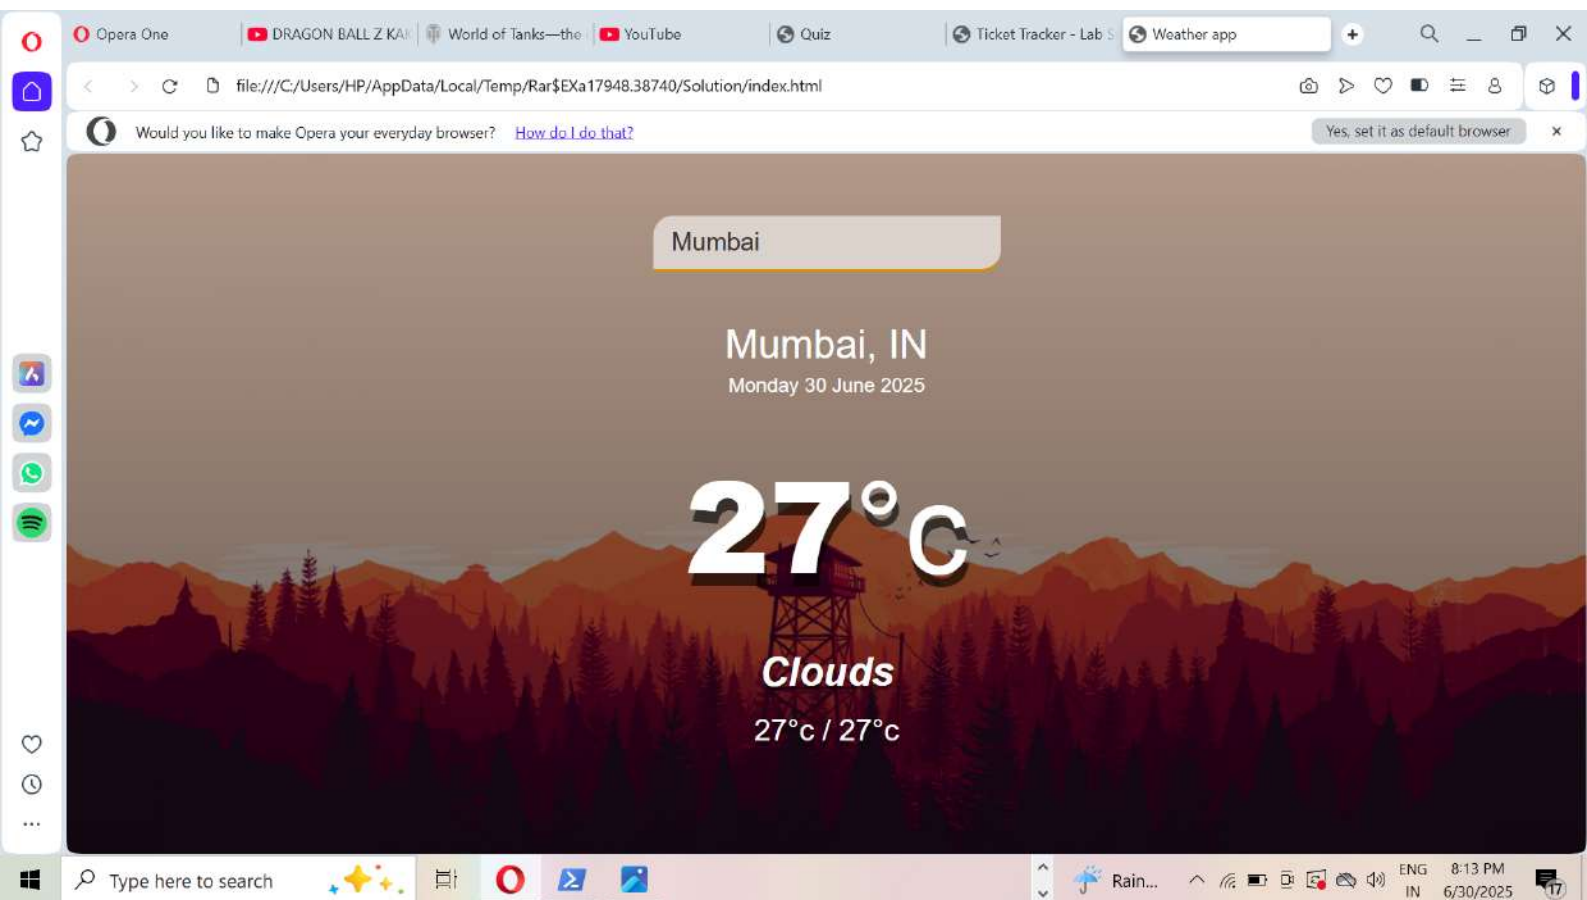 Opera One
DRAGON BALL Z KAK
World of Tanks—the
YouTube
Quiz
Ticket Tracker - Lab S
Weather app
file:///C:/Users/HP/AppData/Local/Temp/Rar$EXa17948.38740/Solution/index.html
Would you like to make Opera your everyday browser? How do I do that?
Yes, set it as default browser
Mumbai
Mumbai, IN
Monday 30 June 2025
27°c
Clouds
27°c / 27°c
Type here to search
Rain...
ENG
IN
8:13 PM
6/30/2025
17